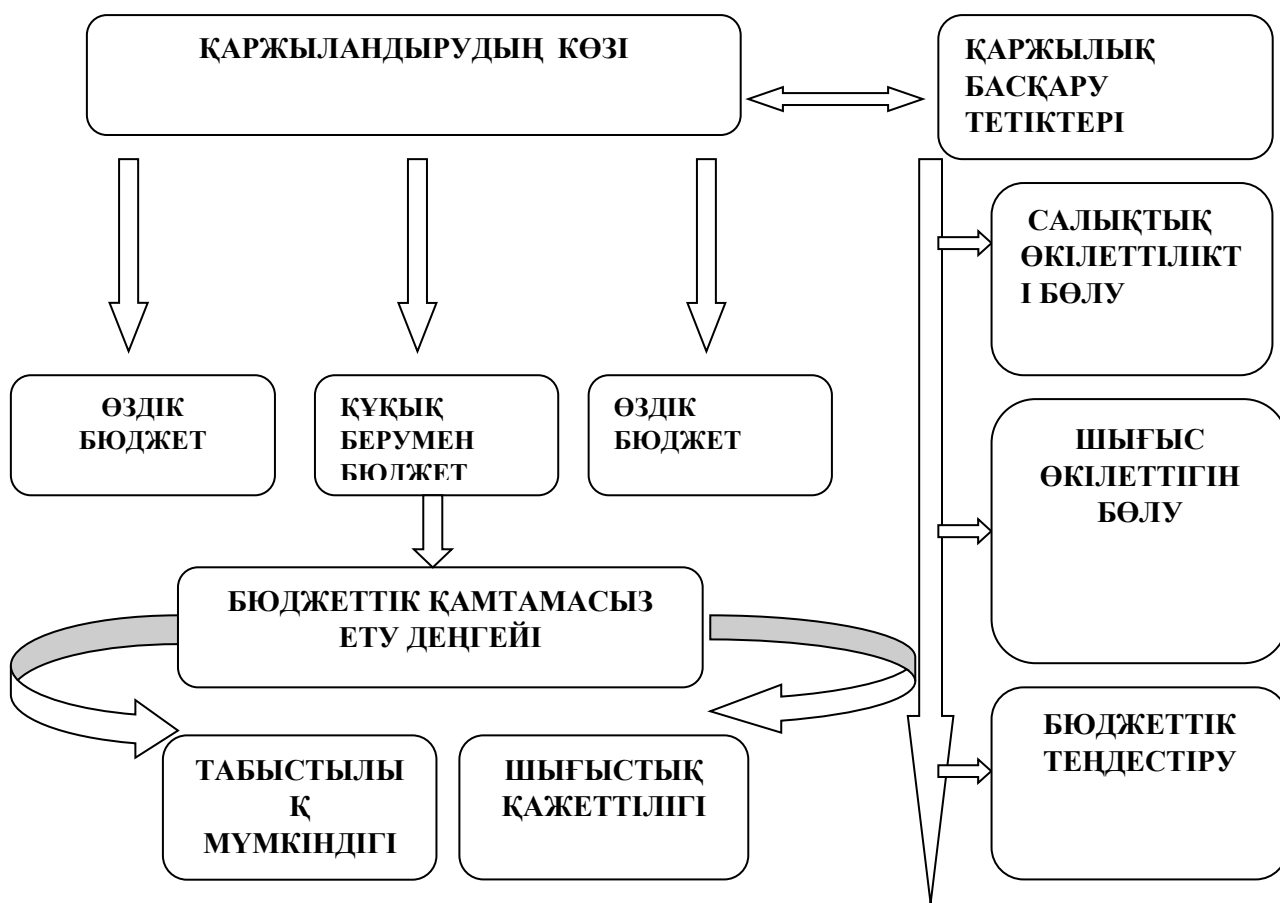 ҚАРЖЫЛАНДЫРУДЫҢ КӨЗІ
ҚАРЖЫЛЫҚ
БАСҚАРУ
ТЕТІКТЕРІ
САЛЫҚТЫҚ
ӨКІЛЕТТІЛІКТ
І БӨЛУ
ӨЗДІК
БЮДЖЕТ
ҚҰҚЫҚ
БЕРУМЕН
БЮДЖЕТ
ӨЗДІК
БЮДЖЕТ
ШЫҒЫС
ӨКІЛЕТТІГІН
БӨЛУ
БЮДЖЕТТІК ҚАМТАМАСЫЗ
ЕТУ ДЕҢГЕЙІ
ТАБЫСТЫЛЫ
Қ
МҮМКІНДІГІ
ШЫҒЫСТЫҚ
ҚАЖЕТТІЛІГІ
БЮДЖЕТТІК
ТЕҢДЕСТІРУ